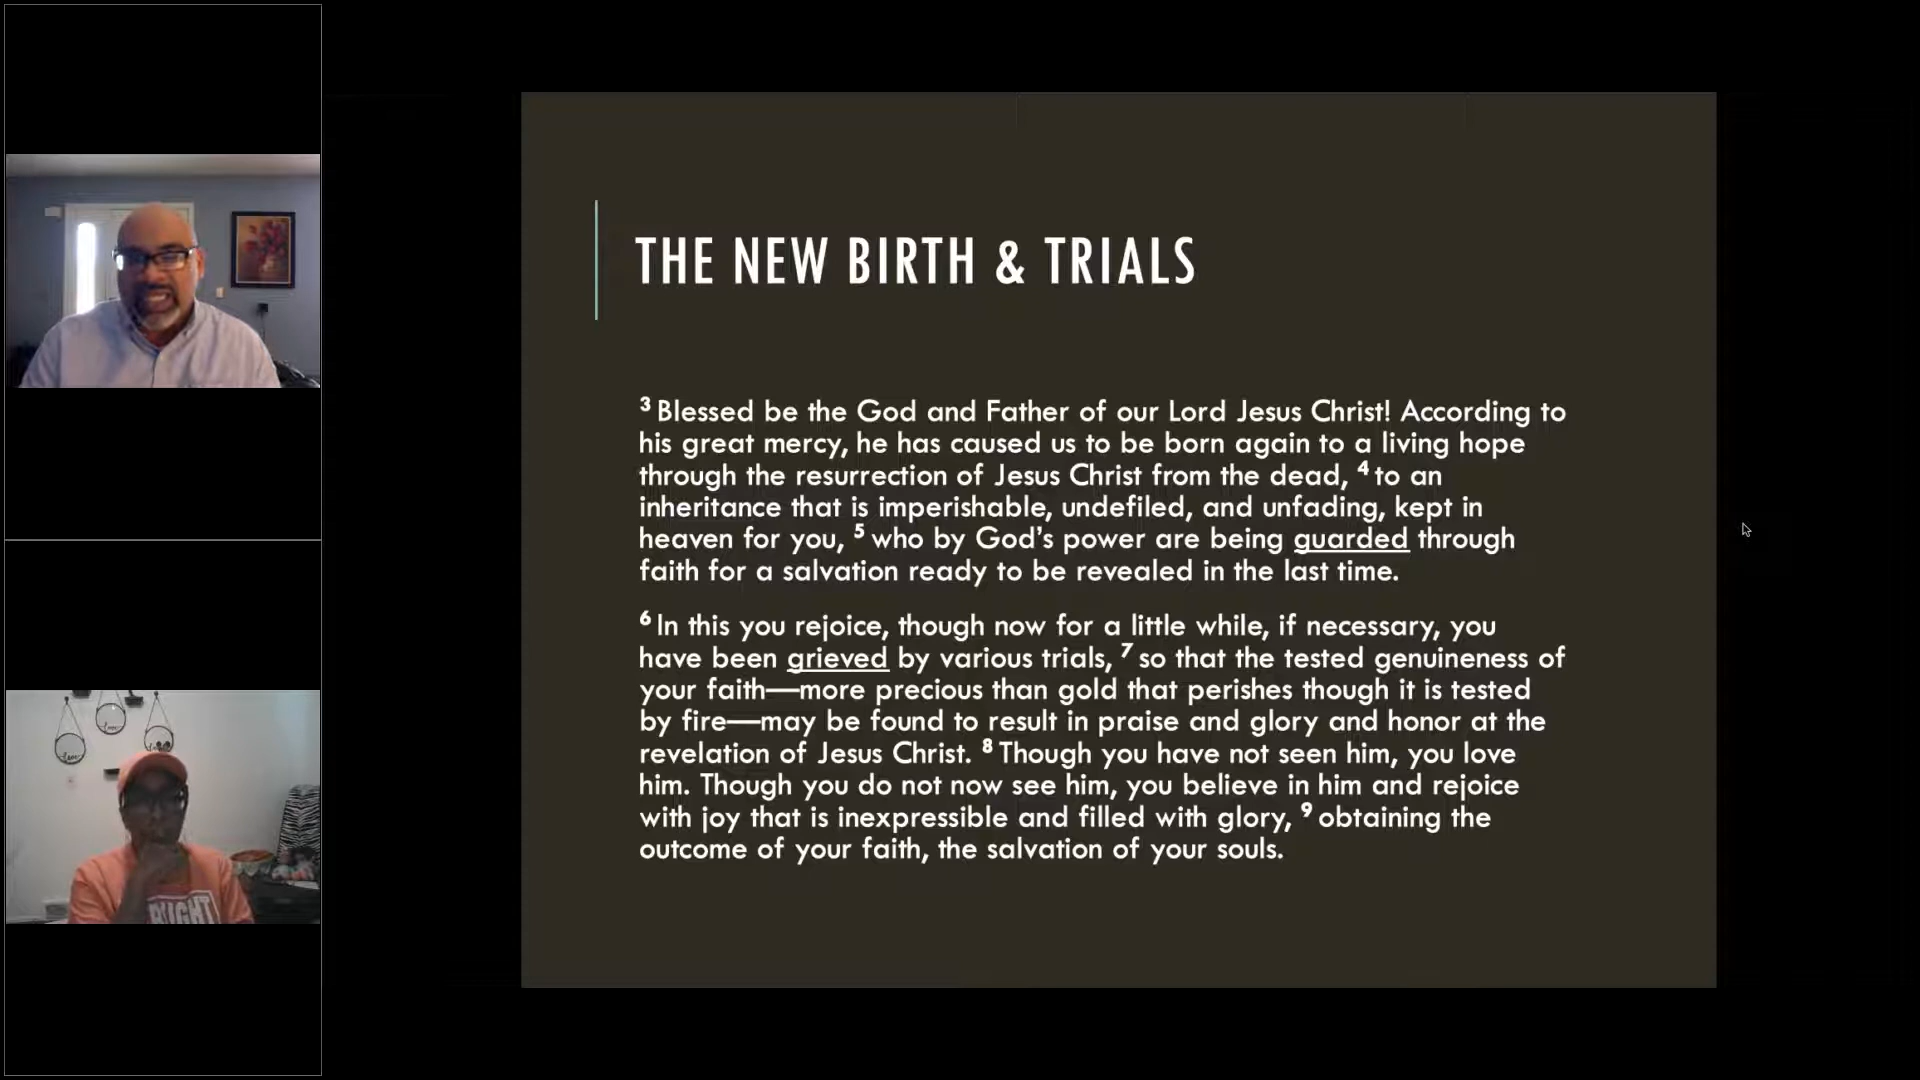 THE NEW BIRTH & TRIALS
3 Blessed be the God and Father of our Lord Jesus Christ! According to
his great mercy, he has caused us to be born again to a living hope
through the resurrection of Jesus Christ from the dead, 4 to an
inheritance that is imperishable, undefiled, and unfading, kept in
heaven for you, 5 who by God’s power are being guarded through
faith for a salvation ready to be revealed in the last time.
6 In this you rejoice, though now for a little while, if necessary, you
have been grieved by various trials, 7 so that the tested genuineness of
your faith—more precious than gold that perishes though it is tested
by fire—may be found to result in praise and glory and honor at the
revelation of Jesus Christ. 8 Though you have not seen him, you love
him. Though you do not now see him, you believe in him and rejoice
with joy that is inexpressible and filled with glory, 9 obtaining the
outcome of your faith, the salvation of your souls.